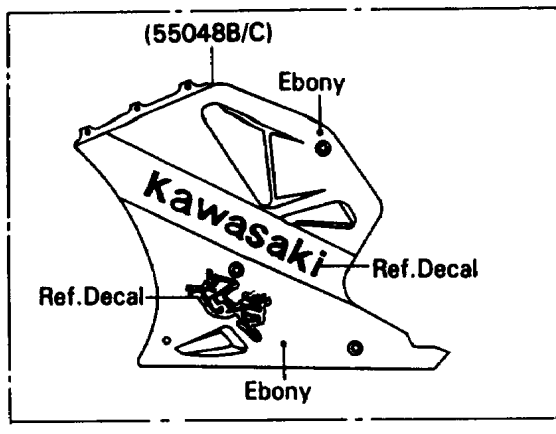 (55048B/C)
Ebony
Kawasaki
Ref.Decal
Ref.Decal
Ebony